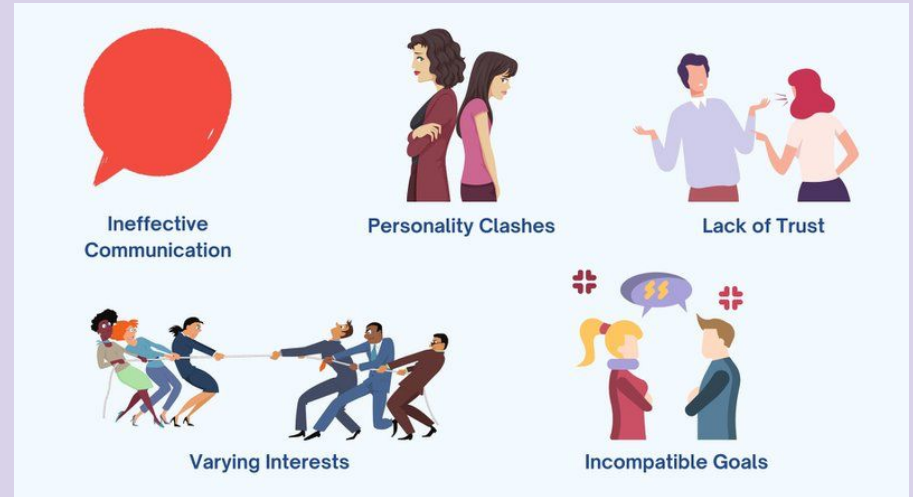 Ineffective
Communication
Personality Clashes
Lack of Trust
Varying Interests
Incompatible Goals